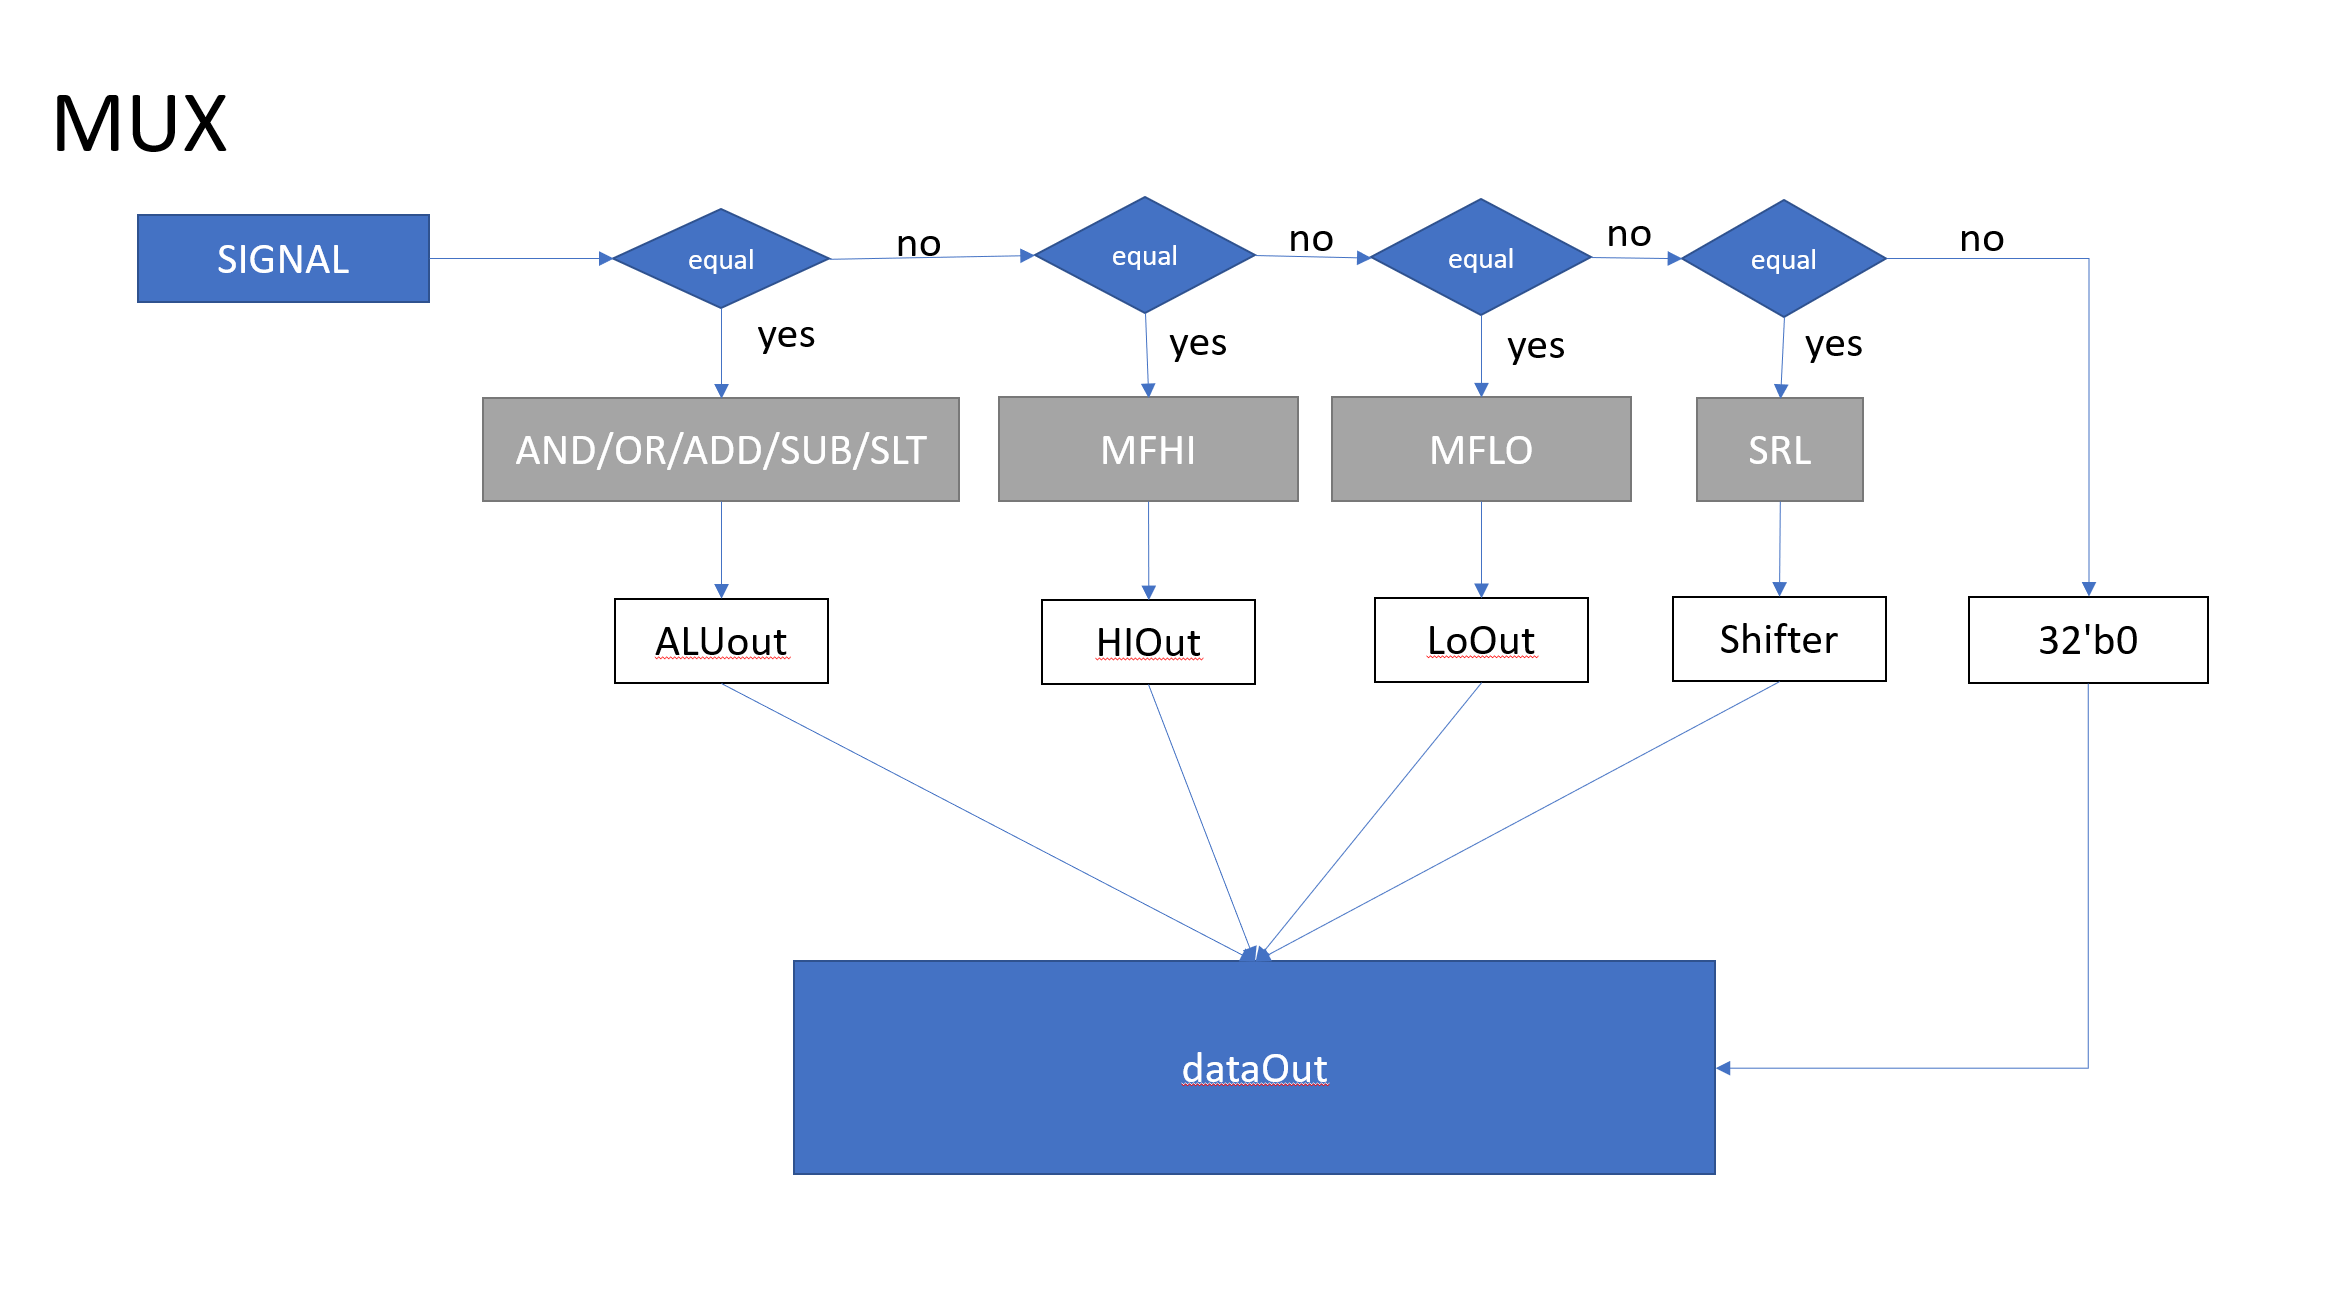 MUX
SIGNAL
equal
no
equal
no
equal
no
equal
no
yes
yes
yes
yes
AND/OR/ADD/SUB/SLT
MFHI
MFLO
SRL
ALUout
HIOut
LoOut
Shifter
32'b0
dataOut